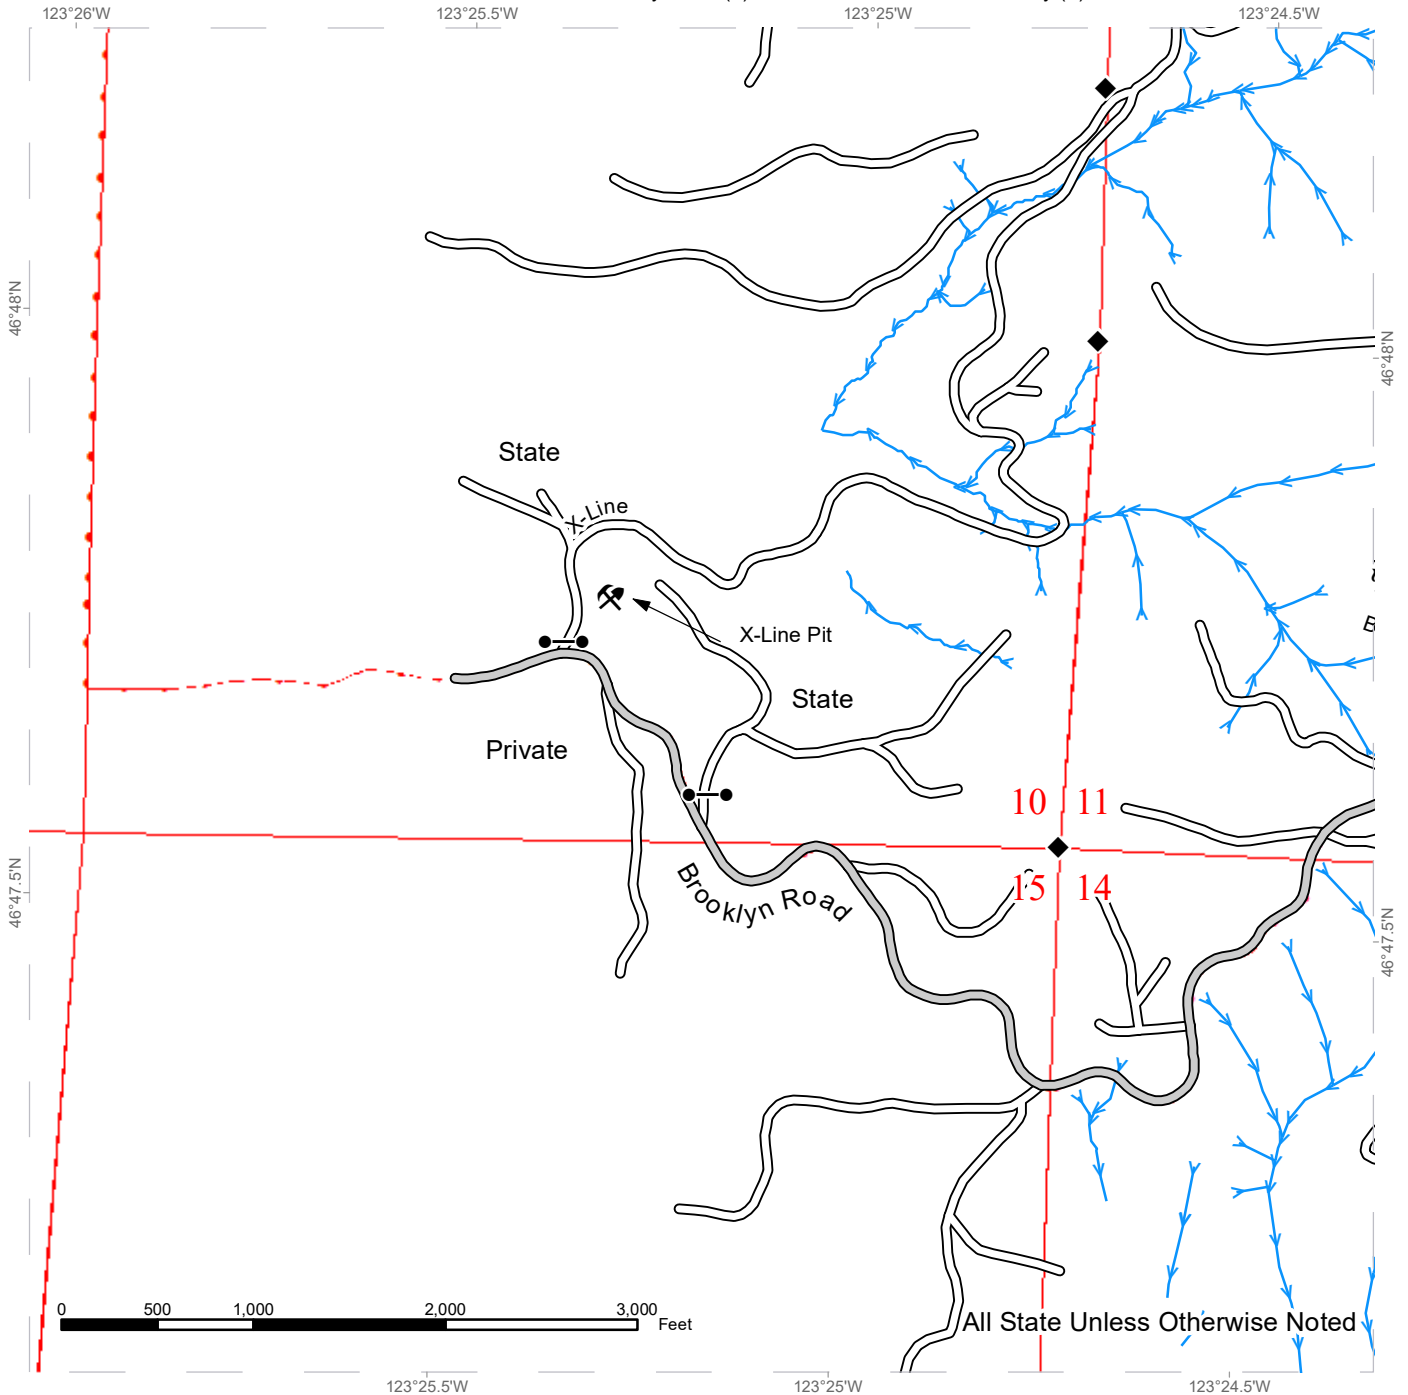 123°26'W
123°25.5'W
123°25'W
123°24.5'W
46°48'N
46°48'N
State
X-Line
X-Line Pit
State
Private
10 11
15 14
Brooklyn Road
46°47.5'N
46°47.5'N
0 500 1,000 2,000 3,000
Feet
All State Unless Otherwise Noted
123°25.5'W
123°25'W
123°24.5'W